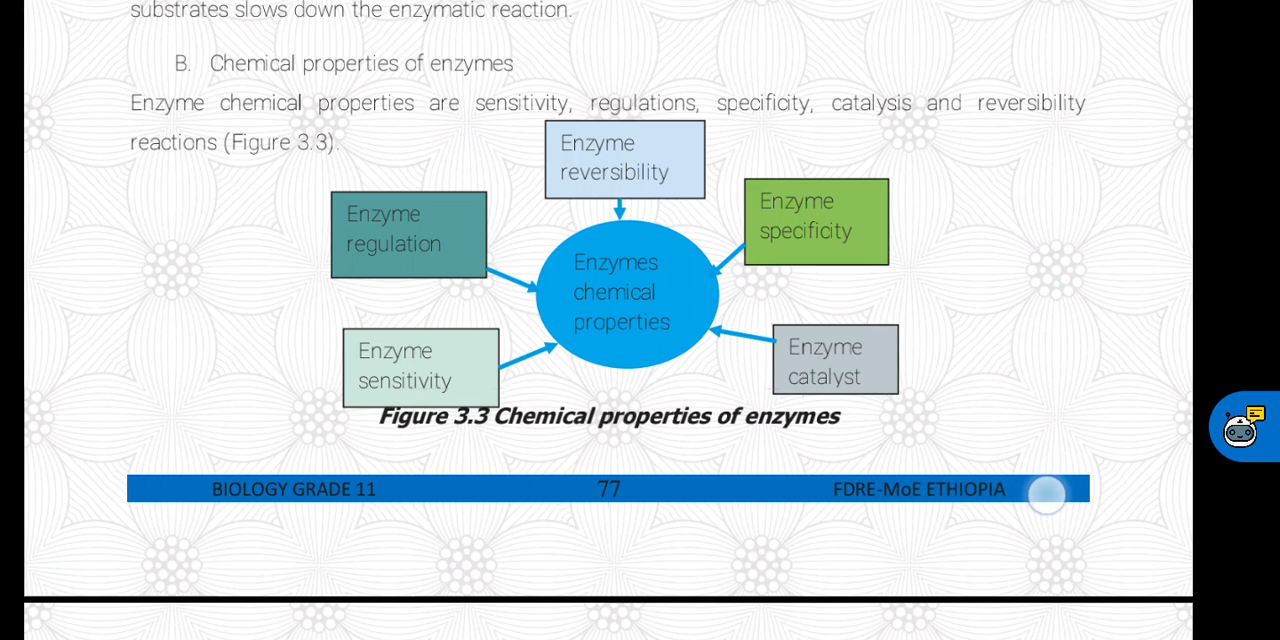 substrates slows down the enzymatic reaction.
B. Chemical properties of enzymes
Enzyme chemical properties are sensitivity, regulations, specificity, catalysis and reversibility
reactions (Figure 3.3).
Enzyme
reversibility
Enzyme
regulation
Enzyme
specificity
Enzymes
chemical
properties
Enzyme
sensitivity
Enzyme
catalyst
Figure 3.3 Chemical properties of enzymes
BIOLOGY GRADE 11 77 FDRE-MoE ETHIOPIA